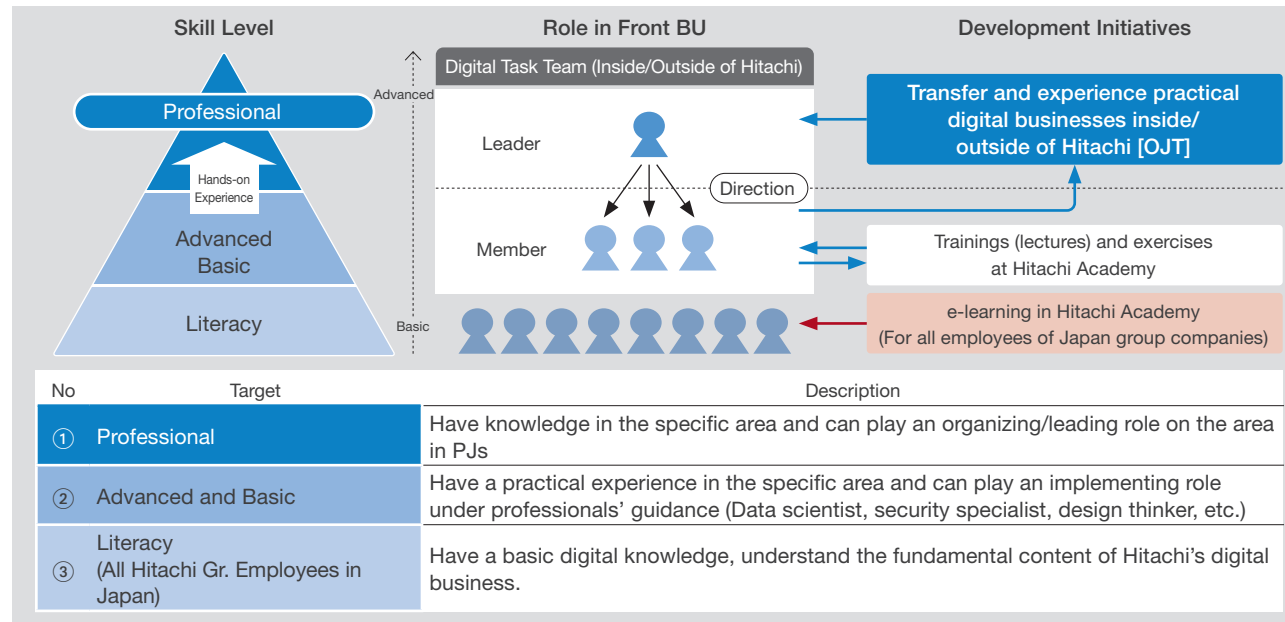 Skill Level
Role in Front BU
Development Initiatives
Digital Task Team (Inside/Outside of Hitachi)
Advanced
Professional
Transfer and experience practical
digital businesses inside/
outside of Hitachi [OJT]
Leader
Hands-on
Experience
Direction
Advanced
Basic
Member
Trainings (lectures) and exercises
at Hitachi Academy
Literacy
Basic
e-learning in Hitachi Academy
(For all employees of Japan group companies)
No Target Description
① Professional
Have knowledge in the specific area and can play an organizing/leading role on the area
in PJs
② Advanced and Basic
Have a practical experience in the specific area and can play an implementing role
under professionals’ guidance (Data scientist, security specialist, design thinker, etc.)
③ Literacy
(All Hitachi Gr. Employees in
Japan)
Have a basic digital knowledge, understand the fundamental content of Hitachi’s digital
business.